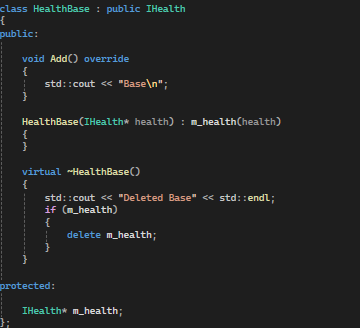 class HealthBase : public IHealth
{
public:
void Add() override
{
std::cout << "Base\n";
}
HealthBase(IHealth* health) : m_health(health)
{
}
virtual ~HealthBase()
{
std::cout << "Deleted Base" << std::endl;
if (m_health)
{
delete m_health;
}
}
protected:
IHealth* m_health;
};